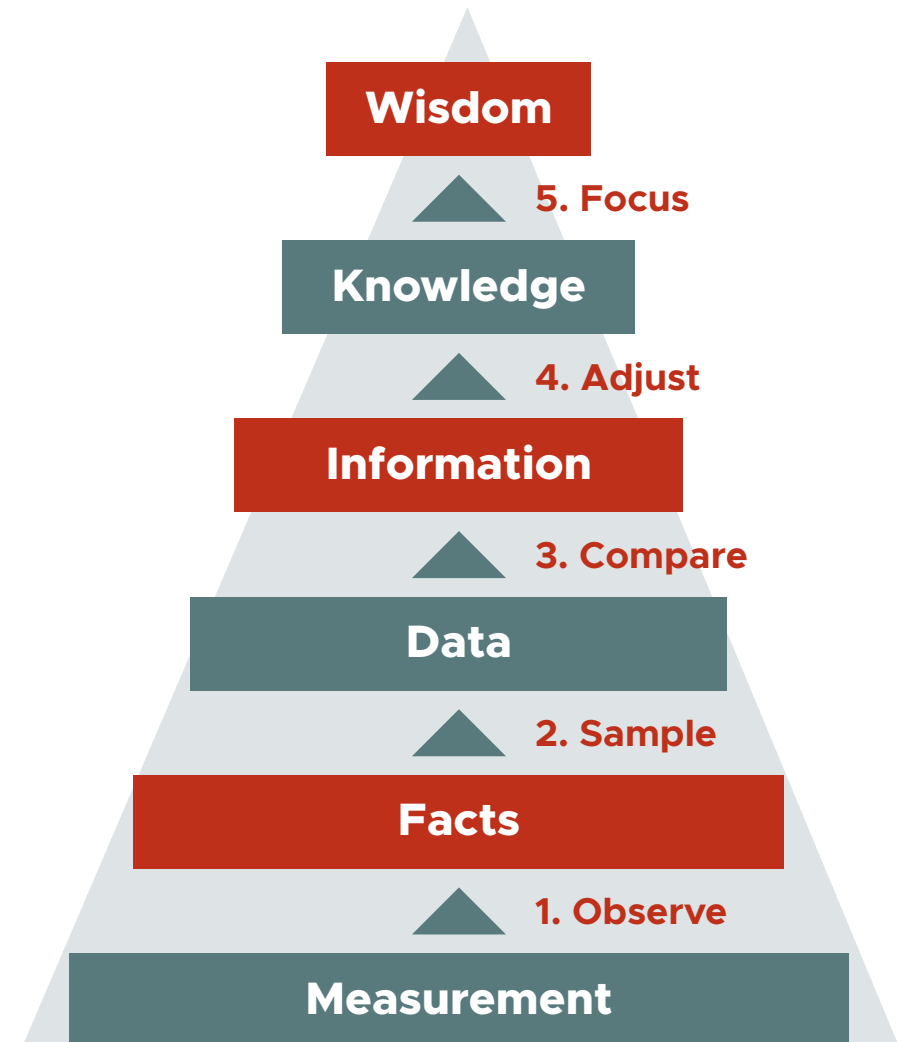 Wisdom
5. Focus
Knowledge
4. Adjust
Information
3. Compare
Data
2. Sample
Facts
1. Observe
Measurement